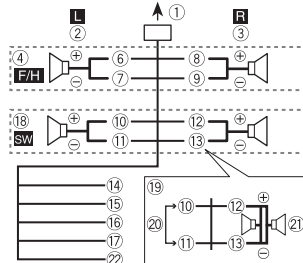 ①
L R
② ③
④ ⊕ ⑥ ⑧ ⊕
F/H ⊖ ⑦ ⑨ ⊖
⑱ ⊕ ⑩ ⑫ ⊕
SW ⊖ ⑪ ⑬ ⊖
⑭
⑮
⑯
⑰
㉒
⑲
⑩ ⑫ ⊕
⑳ ㉑
⑪ ⑬ ⊖